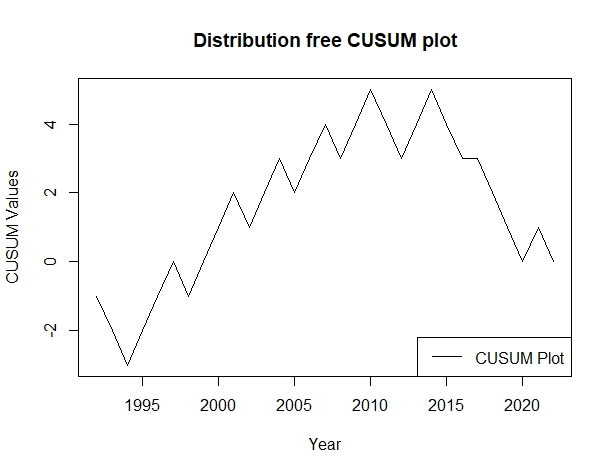 Distribution free CUSUM plot
CUSUM Values
4
2
0
-2
CUSUM Plot
1995 2000 2005 2010 2015 2020
Year